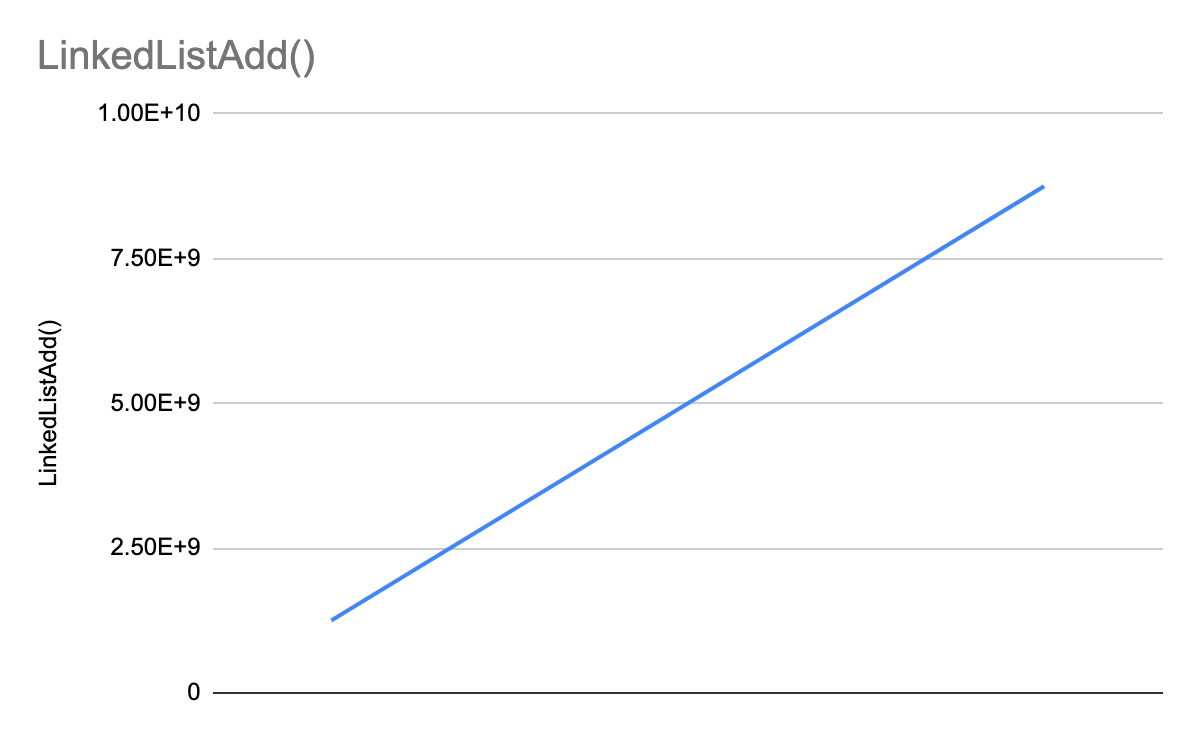 LinkedListAdd()
1.00E+10
7.50E+9
5.00E+9
2.50E+9
0
LinkedListAdd()